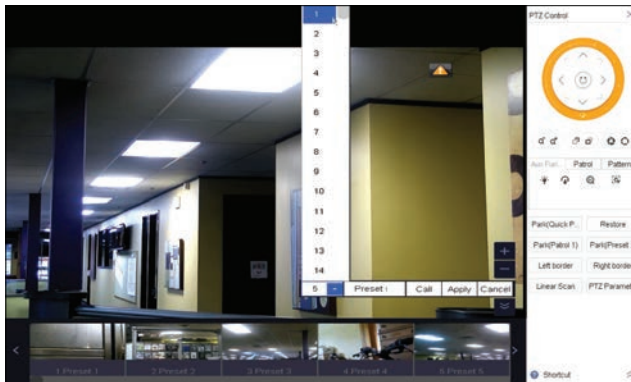 PTZ Control
1
2
3
4
5
6
7
8
9
10
11
12
13
14
5
Preset
Call
Apply
Cancel
1.Preset 1
2.Preset 2
3.Preset 3
4.Preset 4
5.Preset 5
Patrol
Pattern
Park(Quick P...
Restore
Park(Patrol 1)
Park(Preset
Left border
Right border
Linear Scan
PTZ Paramet
Shortcut